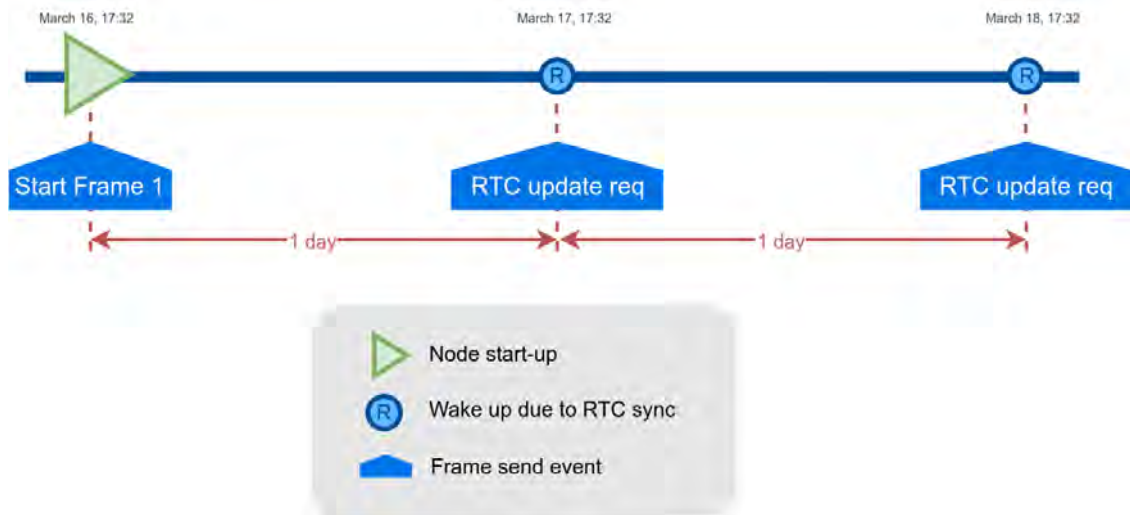 March 16, 17:32
March 17, 17:32
March 18, 17:32
R
R
Start Frame 1
RTC update req
RTC update req
1 day
1 day
Node start-up
R
Wake up due to RTC sync
Frame send event